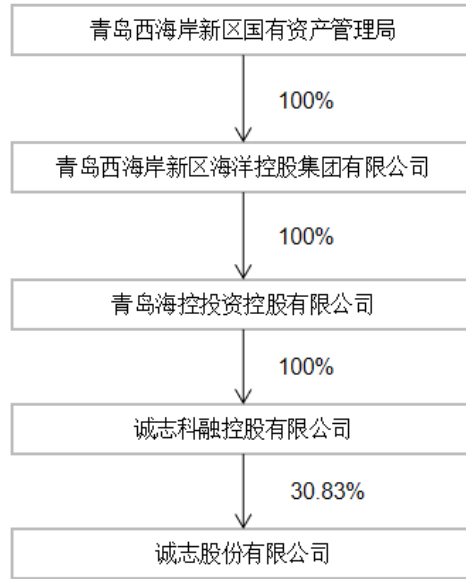 青岛西海岸新区国有资产管理局
100%
青岛西海岸新区海洋控股集团有限公司
100%
青岛海控投资控股有限公司
100%
诚志科融控股有限公司
30.83%
诚志股份有限公司